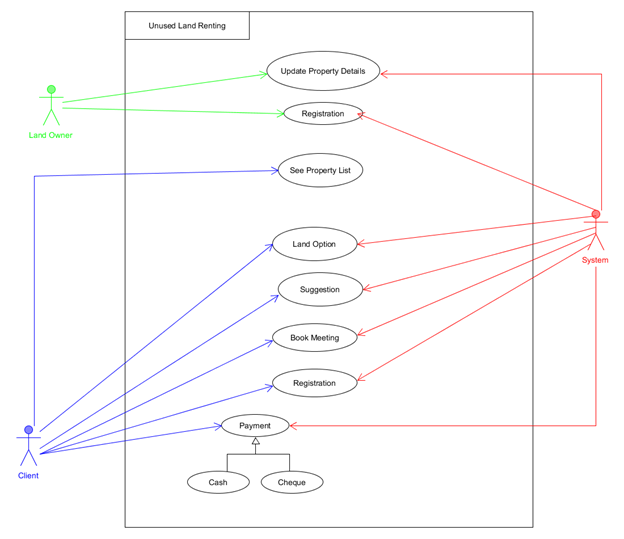 Unused Land Renting
Update Property Details
Land Owner
Registration
See Property List
Land Option
System
Suggestion
Book Meeting
Registration
Payment
Client
Cash
Cheque